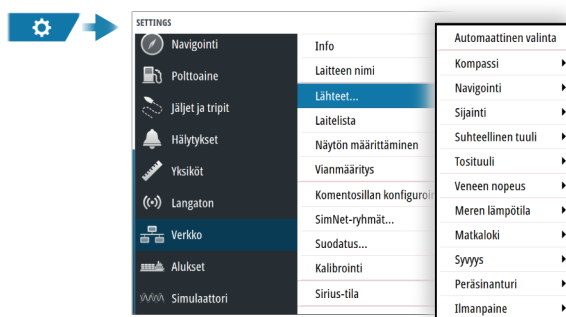 SETTINGS
Navigointi
Polttoaine
Jäljet ja tripit
Hälytykset
Yksiköt
Langaton
Verkko
Alukset
Simulaattori
Info
Laitteen nimi
Lähteet...
Laitelista
Näytön määrittäminen
Vianmääritys
Komentosillan konfiguroin
SimNet-ryhmät...
Suodatus...
Kalibrointi
Sirius-tila
Automaattinen valinta
Kompassi
Navigointi
Sijainti
Suhteellinen tuuli
Tosituuli
Veneen nopeus
Meren lämpötila
Matkaloki
Syvyys
Peräsinanturi
Ilmanpaine